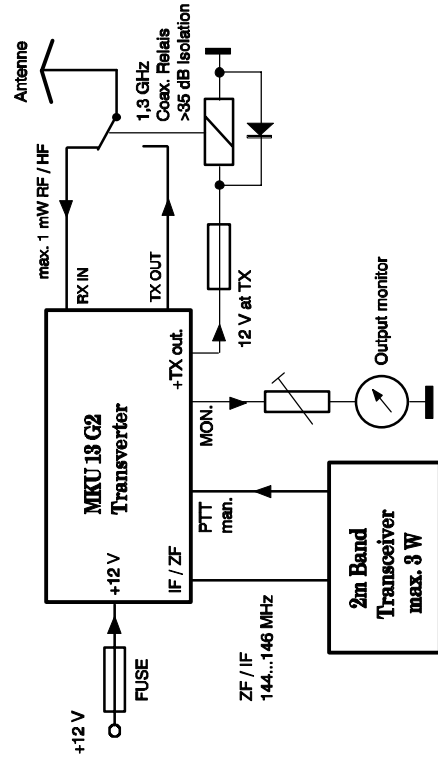 Antenne
max. 1 mW RF / HF
1,3 GHz
Coax. Relais
>35 dB Isolation
RX IN
TX OUT
MKU 13 G2
Transverter
+12 V
+TX out.
12 V at TX
+12 V
FUSE
IF / ZF
MON.
PTT
man.
Output monitor
ZF / IF
144...146 MHz
2m Band
Transceiver
max. 3 W